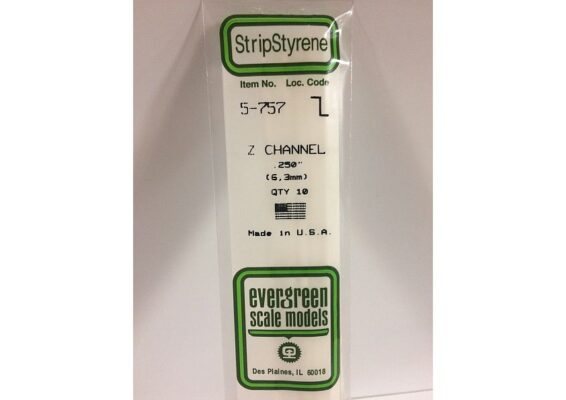 StripStyrene
Item No. Loc. Code
5-757
Z CHANNEL
.250"
(6,3mm)
QTY 10
Made in U.S.A.
evergreen
scale models
Des Plaines, IL 60018